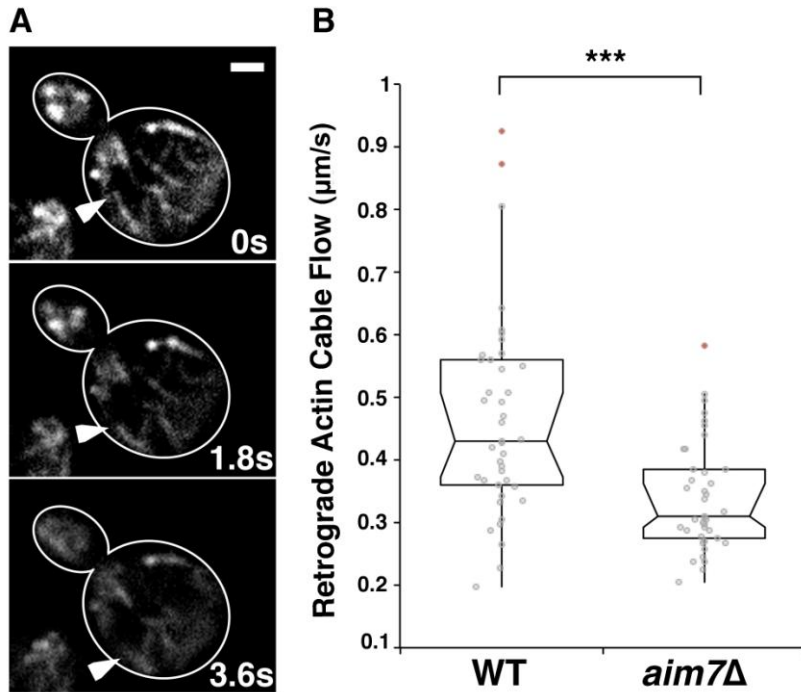 A
0s
1.8s
3.6s
B
***
Retrograde Actin Cable Flow (µm/s)
1
0.9
0.8
0.7
0.6
0.5
0.4
0.3
0.2
0.1
WT
aim7Δ